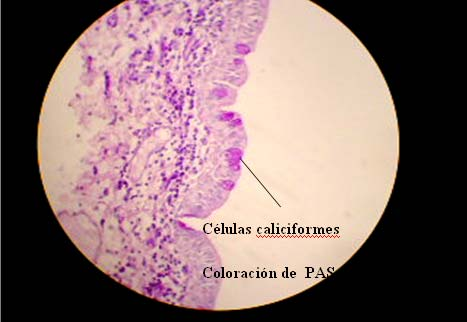 Células caliciformes
Coloración de PAS